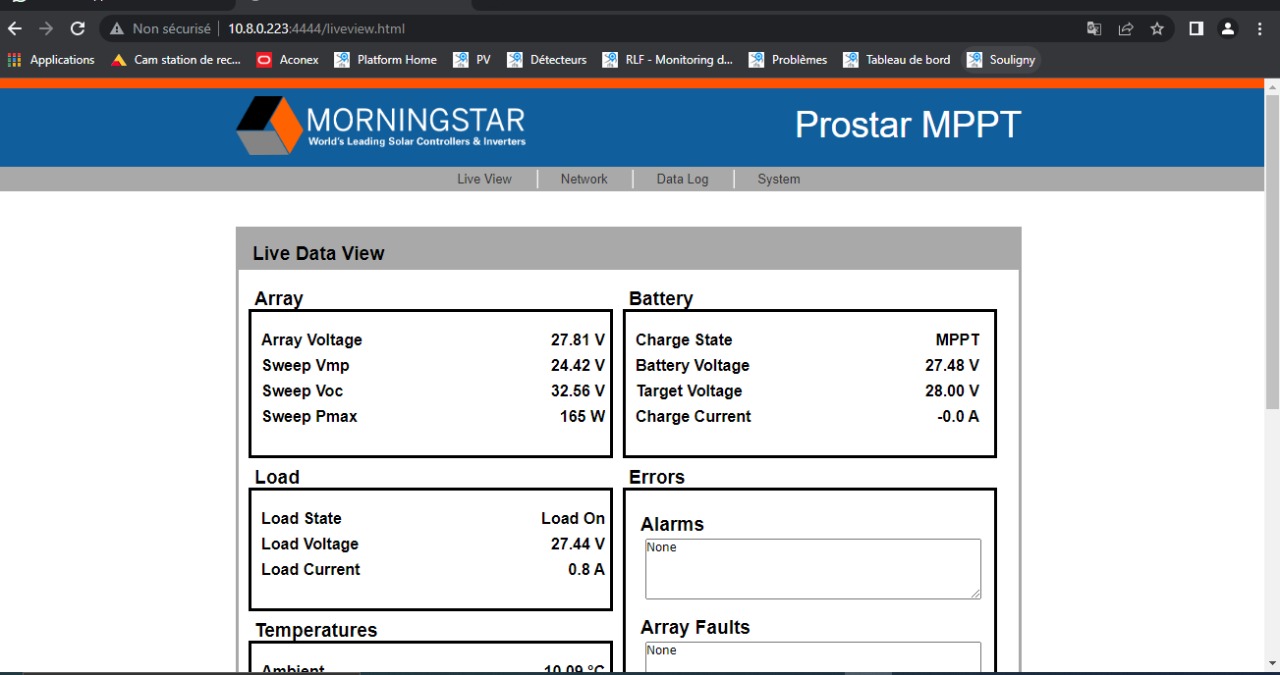 Non sécurisé 10.8.0.223:4444/liveview.html
Applications Cam station de rec... Aconex Platform Home PV Détecteurs RLF - Monitoring d... Problèmes Tableau de bord Souligny
MORNINGSTAR
World's Leading Solar Controllers & Inverters
Prostar MPPT
Live View Network Data Log System
Live Data View
Array
Array Voltage 27.81 V
Sweep Vmp 24.42 V
Sweep Voc 32.56 V
Sweep Pmax 165 W
Battery
Charge State MPPT
Battery Voltage 27.48 V
Target Voltage 28.00 V
Charge Current -0.0 A
Load
Load State Load On
Load Voltage 27.44 V
Load Current 0.8 A
Errors
Alarms
None
Array Faults
None
Temperatures
Ambient 10.09 °C